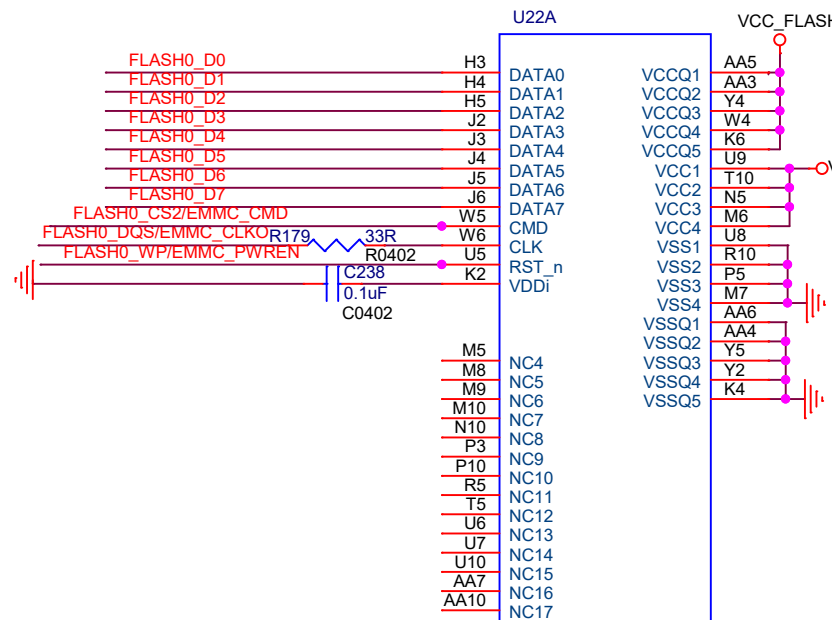 U22A
VCC_FLASH
FLASH0_D0 H3 DATA0 VCCQ1 AA5
FLASH0_D1 H4 DATA1 VCCQ2 AA3
FLASH0_D2 H5 DATA2 VCCQ3 Y4
FLASH0_D3 J2 DATA3 VCCQ4 W4
FLASH0_D4 J3 DATA4 VCCQ5 K6
FLASH0_D5 J4 DATA5 VCC1 U9
FLASH0_D6 J5 DATA6 VCC2 T10
FLASH0_D7 J6 DATA7 VCC3 N5
FLASH0_CS2/EMMC_CMD W5 CMD VCC4 M6
FLASH0_DQS/EMMC_CLKO R179 33R R0402 W6 CLK VSS1 U8
FLASH0_WP/EMMC_PWREN U5 RST_n VSS2 R10
C238 0.1uF C0402 K2 VDDi VSS3 P5
VSS4 M7
VSSQ1 AA6
VSSQ2 AA4
M5 NC4 VSSQ3 Y5
M8 NC5 VSSQ4 Y2
M9 NC6 VSSQ5 K4
M10 NC7
N10 NC8
P3 NC9
P10 NC10
R5 NC11
T5 NC12
U6 NC13
U7 NC14
U10 NC15
AA7 NC16
AA10 NC17